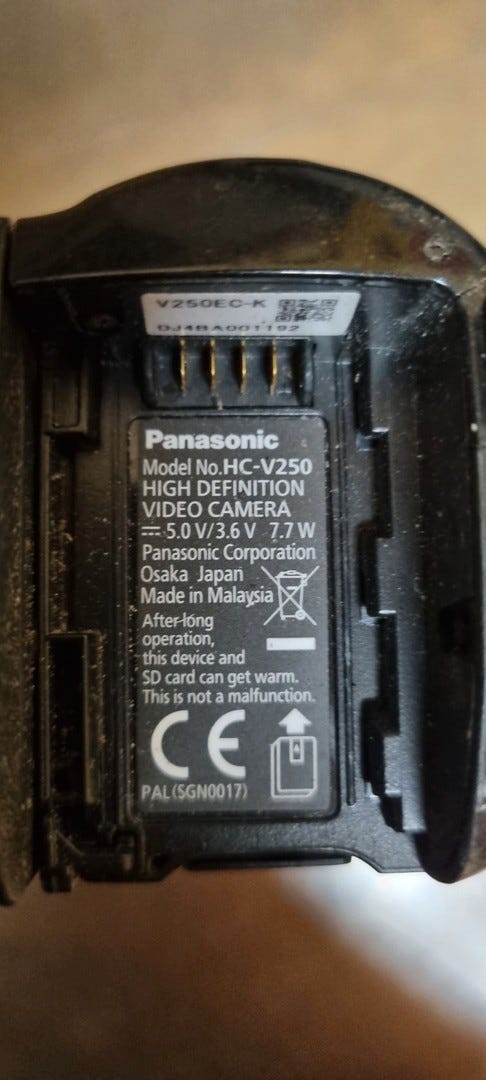 V250EC-K
DJ4BA001192
Panasonic
Model No.HC-V250
HIGH DEFINITION
VIDEO CAMERA
⎓5.0 V/3.6 V 7.7 W
Panasonic Corporation
Osaka Japan
Made in Malaysia
After long
operation,
this device and
SD card can get warm.
This is not a malfunction.
CE
PAL(SGN0017)